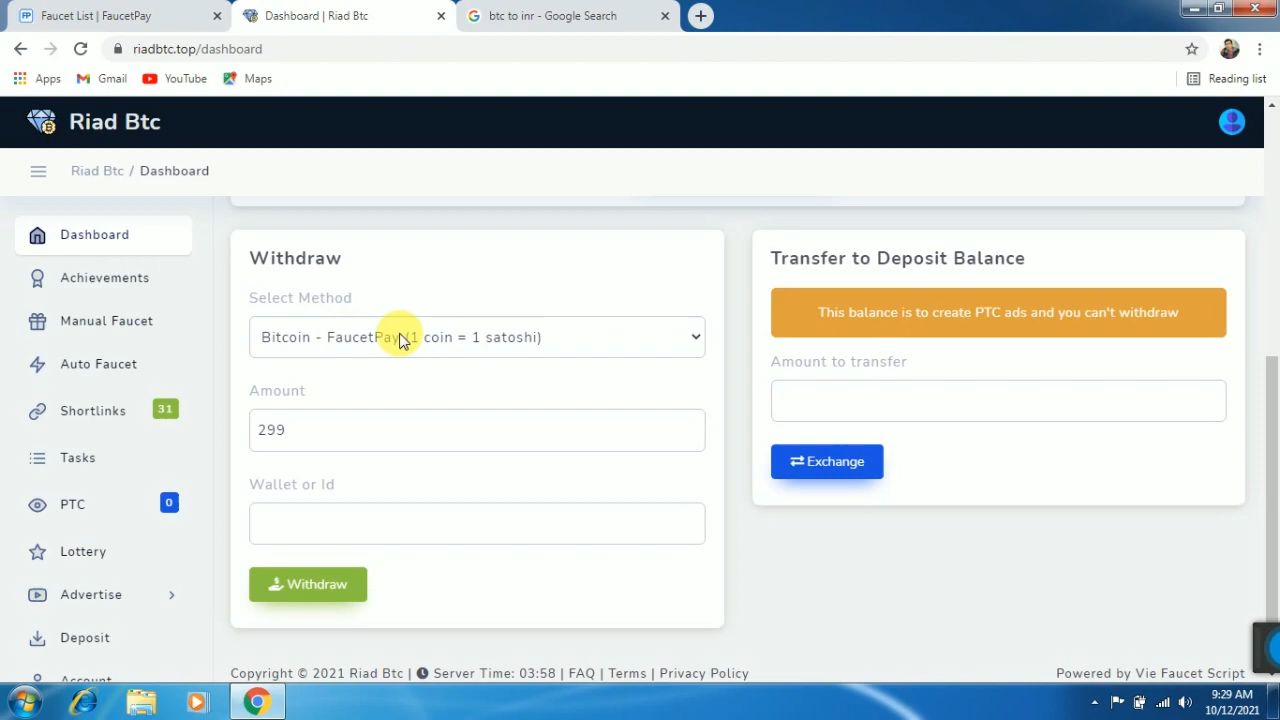 Faucet List | FaucetPay
Dashboard | Riad Btc
btc to inr - Google Search
riadbtc.top/dashboard
Apps
Gmail
YouTube
Maps
Reading list
Riad Btc
Riad Btc / Dashboard
Dashboard
Achievements
Manual Faucet
Auto Faucet
Shortlinks 31
Tasks
PTC 0
Lottery
Advertise
Deposit
Account
Withdraw
Select Method
Bitcoin - FaucetPay (1 coin = 1 satoshi)
Amount
299
Wallet or Id
Withdraw
Transfer to Deposit Balance
This balance is to create PTC ads and you can't withdraw
Amount to transfer
Exchange
Copyright © 2021 Riad Btc | Server Time: 03:58 | FAQ | Terms | Privacy Policy
Powered by Vie Faucet Script
9:29 AM
10/12/2021